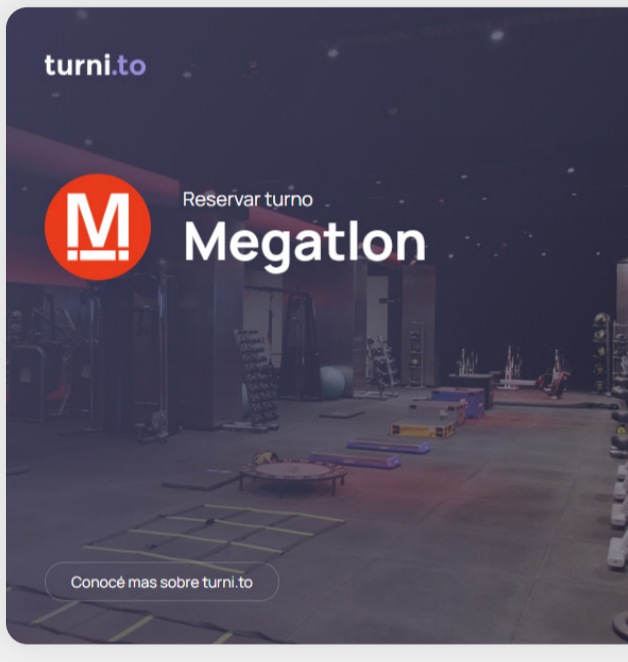 turni.to
Reservar turno
Megatlon
M
Conocé mas sobre turni.to